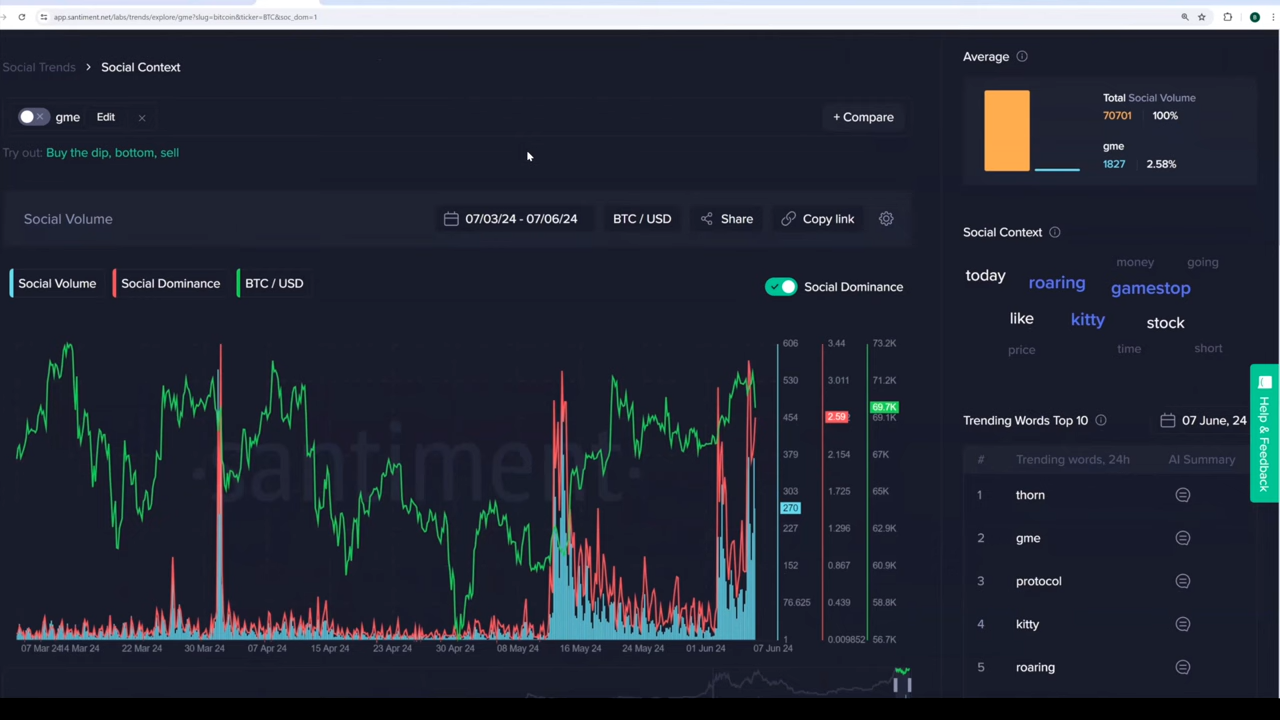 app.santiment.net/labs/trends/explore/gme?slug=bitcoin&ticker=BTC&soc_dom=1
B
Social Trends > Social Context
gme Edit ×
+ Compare
Try out: Buy the dip, bottom, sell
Social Volume
07/03/24 - 07/06/24
BTC / USD
Share
Copy link
Social Volume
Social Dominance
BTC / USD
Social Dominance
606 3.44 73.2K
530 3.011 71.2K
69.7K
454 2.59 69.1K
379 2.154 67K
303 1.725 65K
270
227 1.296 62.9K
152 0.867 60.9K
76.625 0.439 58.8K
1 0.009852 56.7K
·santiment·
07 Mar 24 14 Mar 24 22 Mar 24 30 Mar 24 07 Apr 24 15 Apr 24 23 Apr 24 30 Apr 24 08 May 24 16 May 24 24 May 24 01 Jun 24 07 Jun 24
Average
Total Social Volume
70701 100%
gme
1827 2.58%
Social Context
money going
today roaring gamestop
like kitty stock
price time short
Help & Feedback
Trending Words Top 10
07 June, 24
# Trending words, 24h AI Summary
1 thorn
2 gme
3 protocol
4 kitty
5 roaring